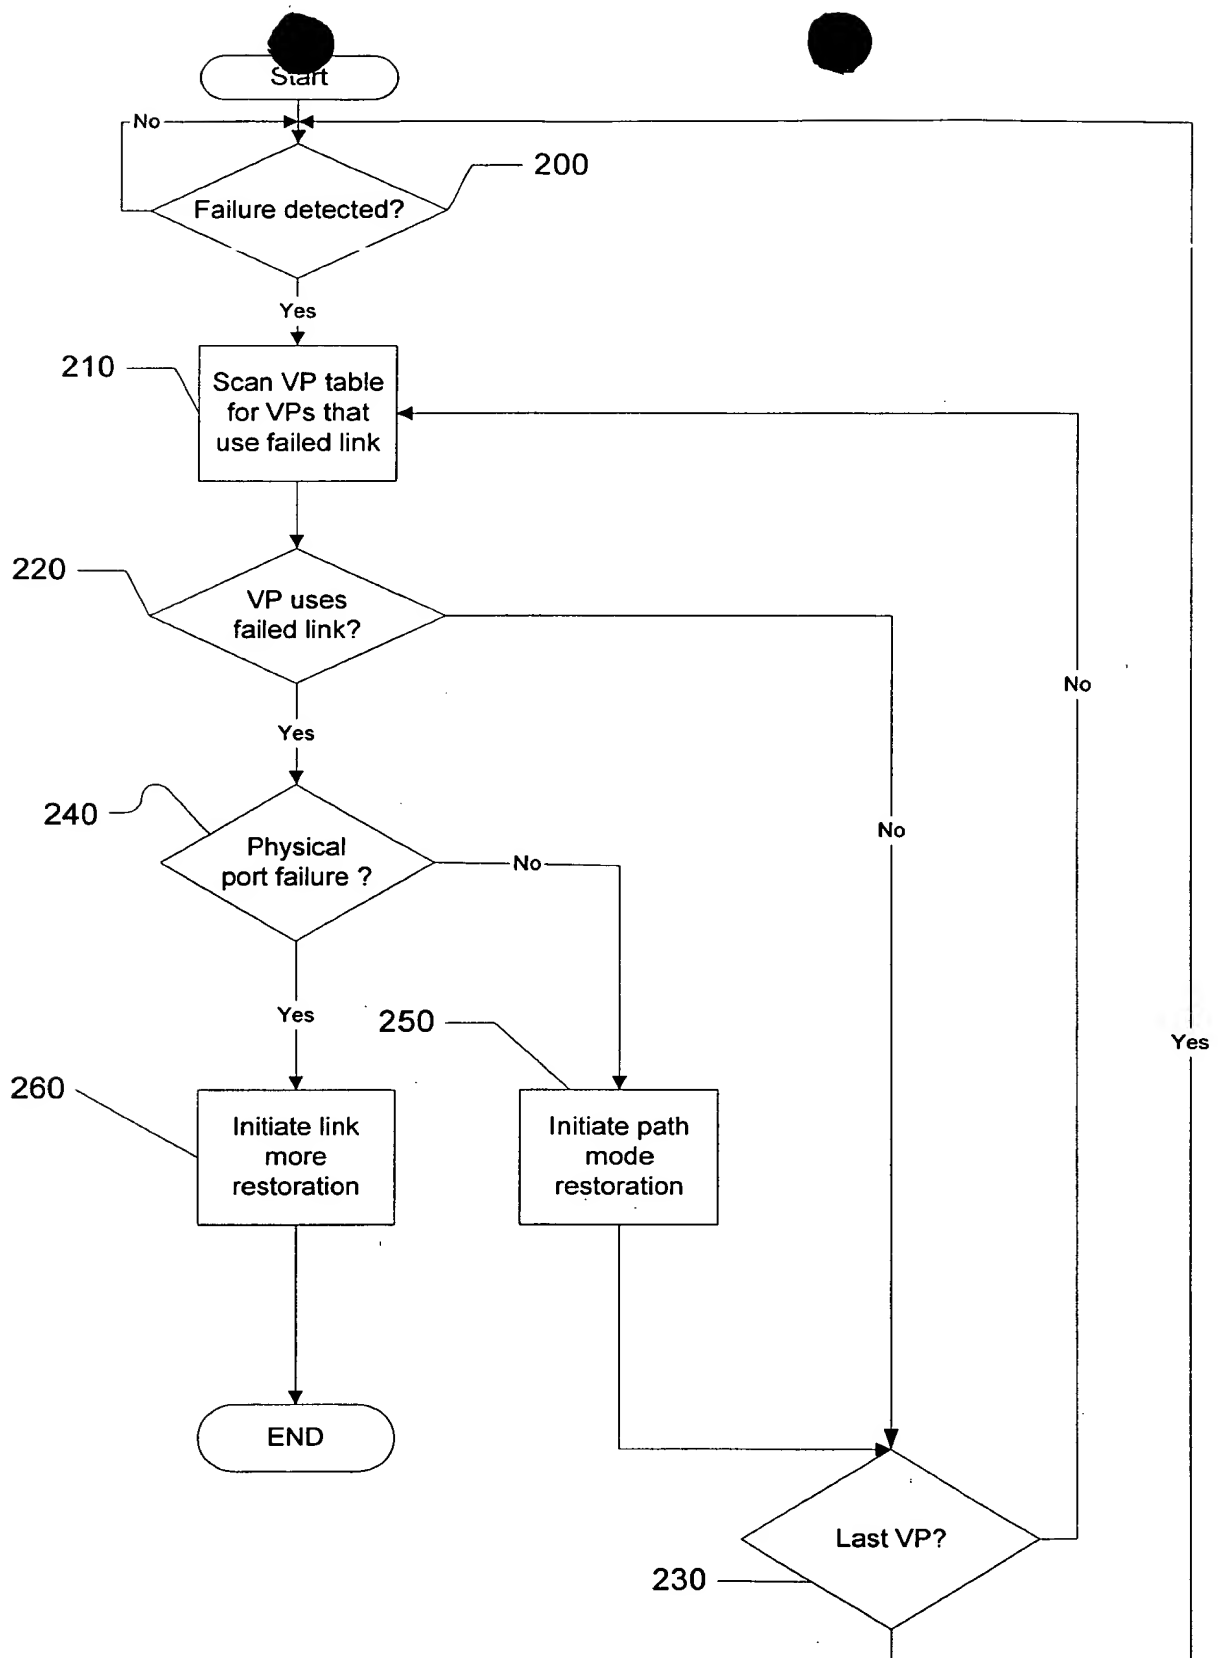 Start
No
200
Failure detected?
Yes
210
Scan VP table
for VPs that
use failed link
220
VP uses
failed link?
No
Yes
240
Physical
port failure ?
No
No
Yes
250
Yes
260
Initiate link
more
restoration
Initiate path
mode
restoration
END
Last VP?
230